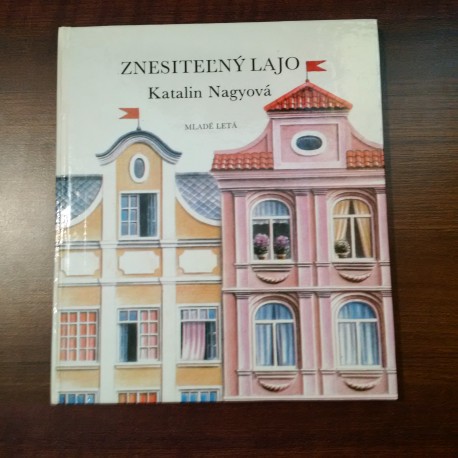 ZNESITEĽNÝ LAJO
Katalin Nagyová
MLADÉ LETÁ